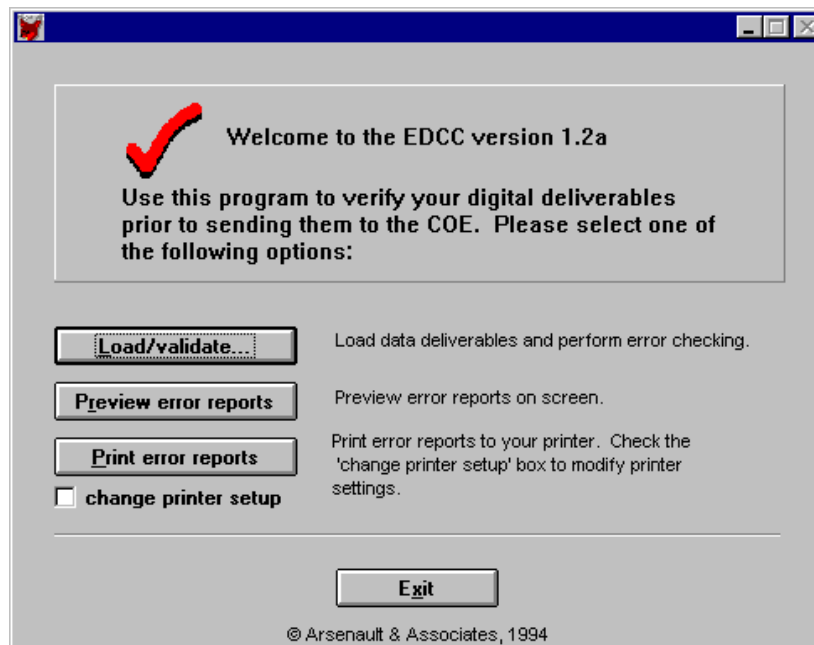 Welcome to the EDCC version 1.2a
Use this program to verify your digital deliverables
prior to sending them to the COE.  Please select one of
the following options:
Load/validate...
Load data deliverables and perform error checking.
Preview error reports
Preview error reports on screen.
Print error reports
Print error reports to your printer.  Check the
'change printer setup' box to modify printer
settings.
change printer setup
Exit
© Arsenault & Associates, 1994